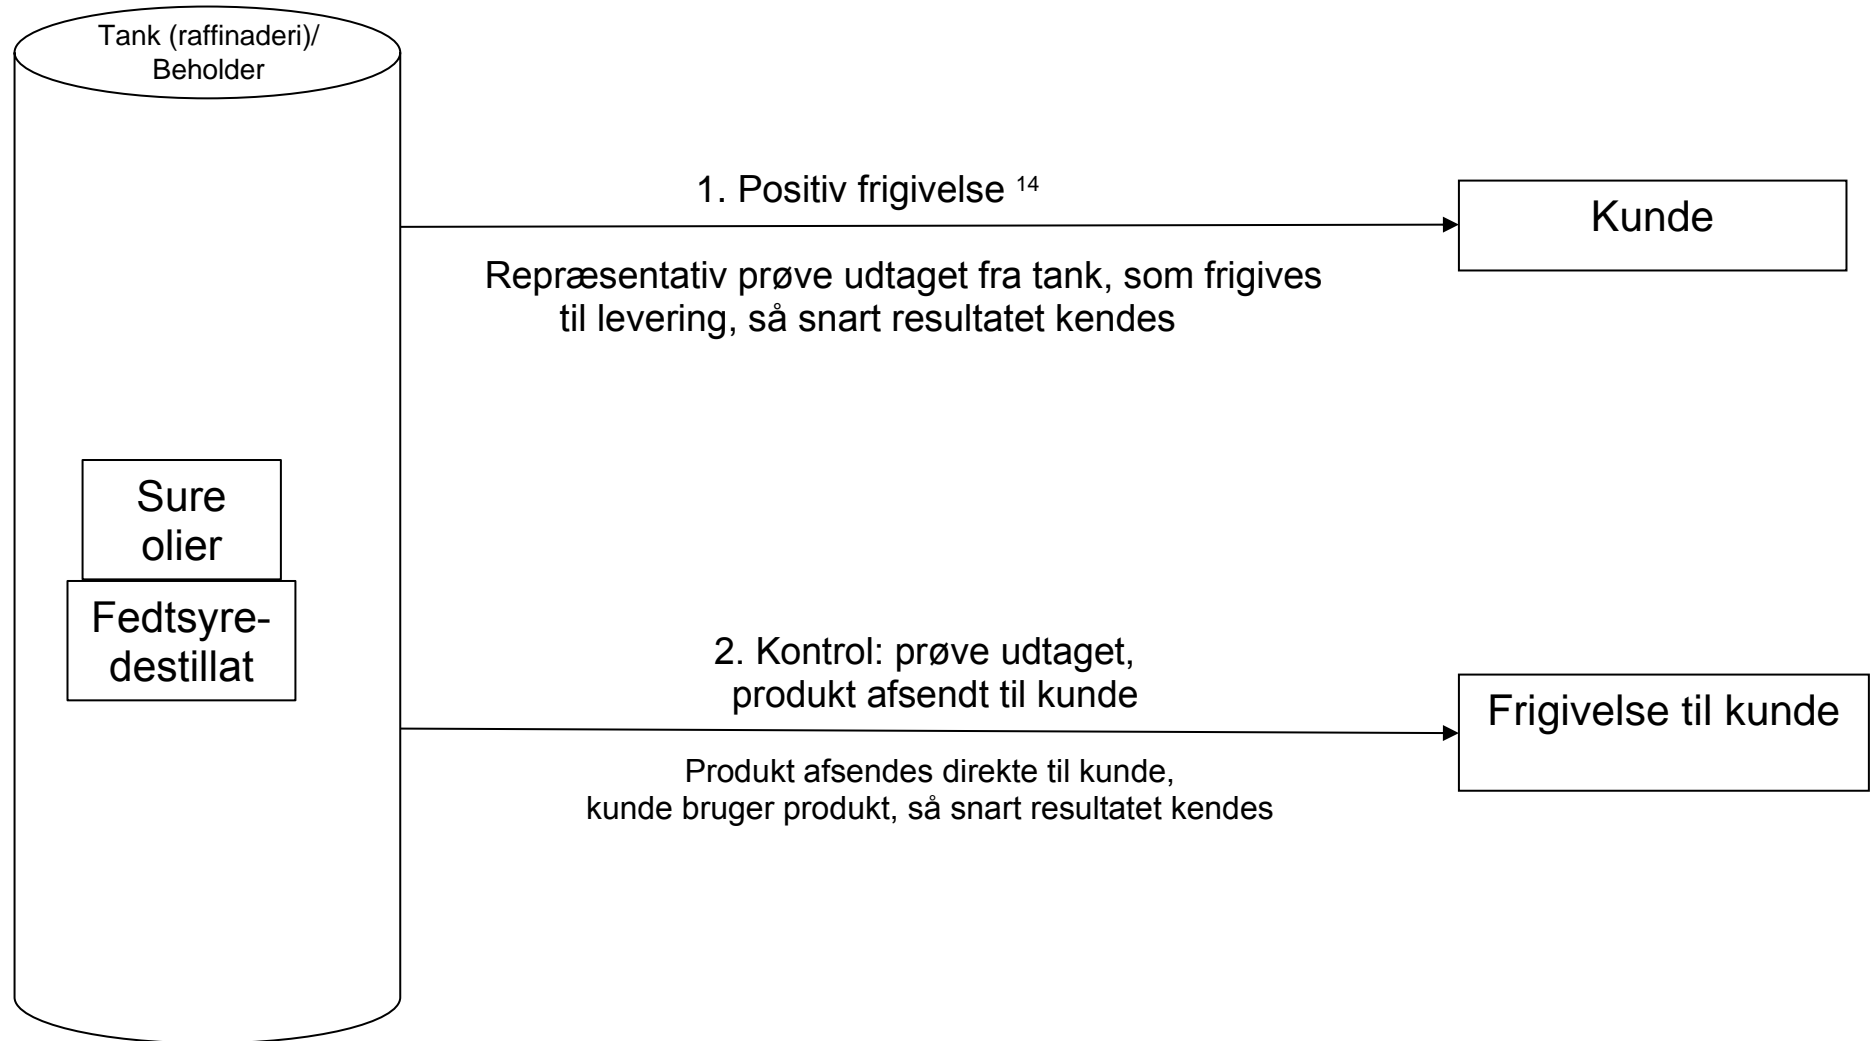 Tank (raffinaderi)/
Beholder
1. Positiv frigivelse ¹⁴
Kunde
Repræsentativ prøve udtaget fra tank, som frigives
til levering, så snart resultatet kendes
Sure
olier
Fedtsyre-
destillat
2. Kontrol: prøve udtaget,
produkt afsendt til kunde
Frigivelse til kunde
Produkt afsendes direkte til kunde,
kunde bruger produkt, så snart resultatet kendes